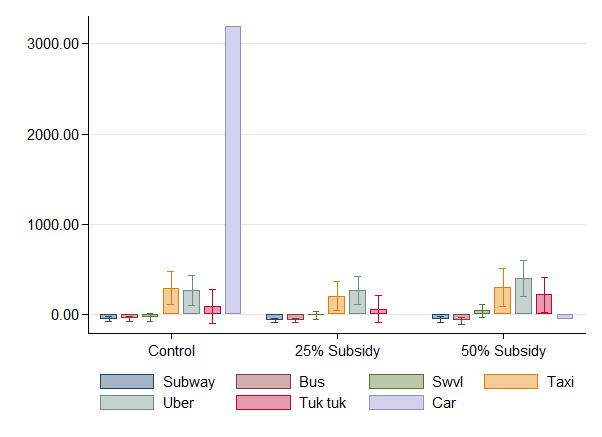 3000.00
2000.00
1000.00
0.00
Control 25% Subsidy 50% Subsidy
Subway Bus Swvl Taxi
Uber Tuk tuk Car